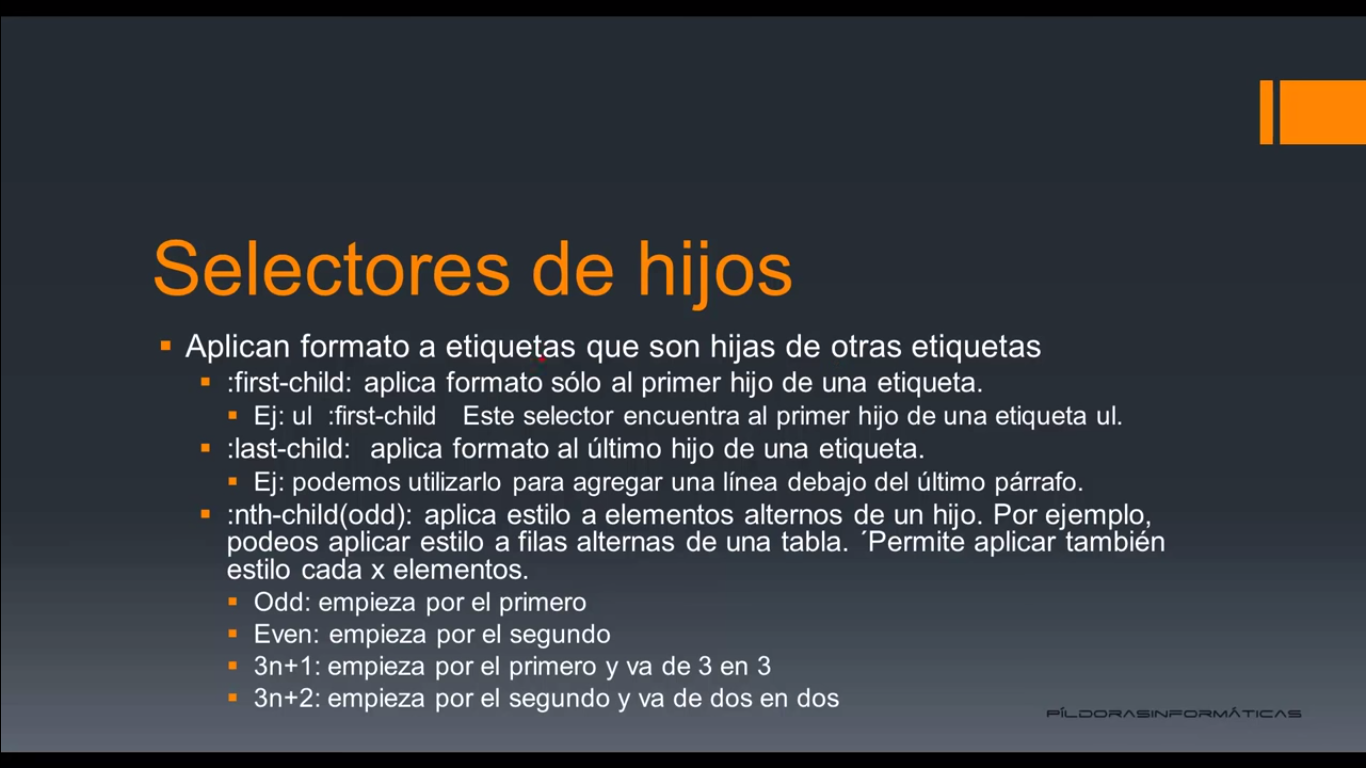 Selectores de hijos
Aplican formato a etiquetas que son hijas de otras etiquetas
:first-child: aplica formato sólo al primer hijo de una etiqueta.
Ej: ul :first-child Este selector encuentra al primer hijo de una etiqueta ul.
:last-child: aplica formato al último hijo de una etiqueta.
Ej: podemos utilizarlo para agregar una línea debajo del último párrafo.
:nth-child(odd): aplica estilo a elementos alternos de un hijo. Por ejemplo,
podeos aplicar estilo a filas alternas de una tabla. ´Permite aplicar también
estilo cada x elementos.
Odd: empieza por el primero
Even: empieza por el segundo
3n+1: empieza por el primero y va de 3 en 3
3n+2: empieza por el segundo y va de dos en dos
PÍLDORASINFORMÁTICAS